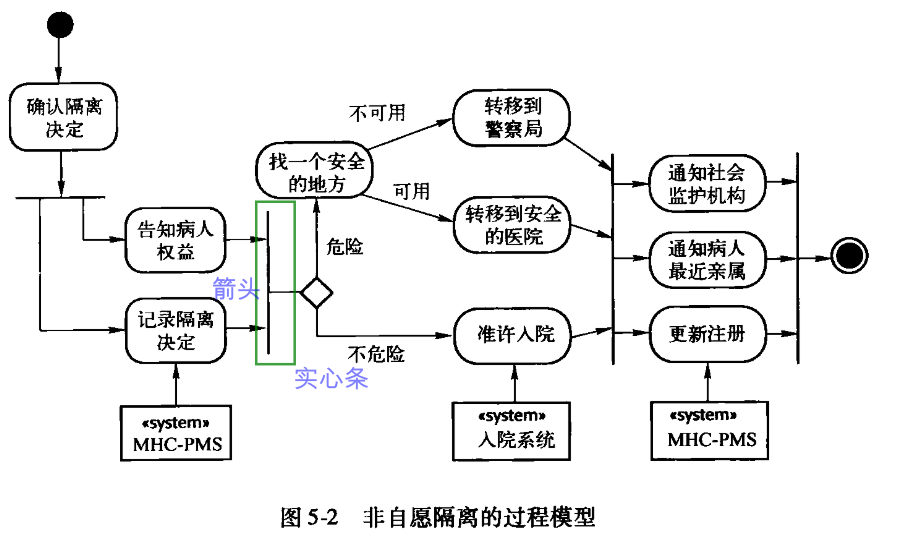 确认隔离
决定
告知病人
权益
记录隔离
决定
«system»
MHC-PMS
箭头
实心条
找一个安全
的地方
危险
不危险
不可用
可用
转移到
警察局
转移到安全
的医院
准许入院
«system»
入院系统
通知社会
监护机构
通知病人
最近亲属
更新注册
«system»
MHC-PMS
图 5-2 非自愿隔离的过程模型